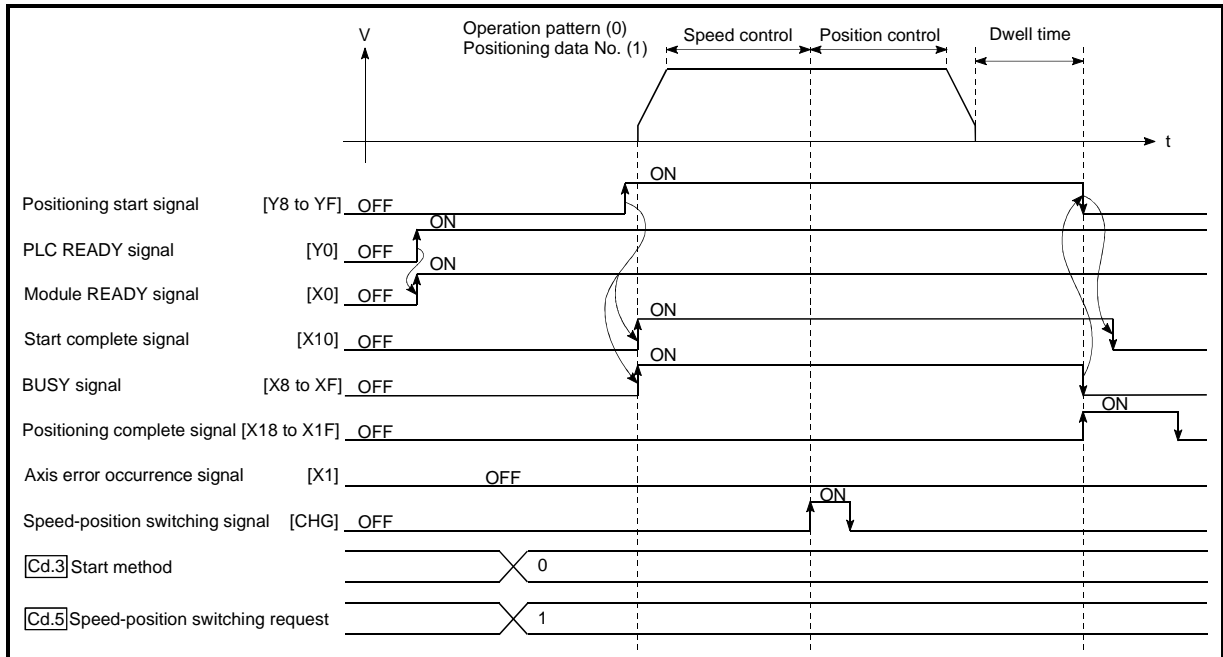 V
Operation pattern (0)
Positioning data No. (1)
Speed control
Position control
Dwell time
t
ON
Positioning start signal [Y8 to YF] OFF
ON
PLC READY signal [Y0] OFF
ON
Module READY signal [X0] OFF
ON
Start complete signal [X10] OFF
ON
BUSY signal [X8 to XF] OFF
ON
Positioning complete signal [X18 to X1F] OFF
Axis error occurrence signal [X1] OFF
ON
Speed-position switching signal [CHG] OFF
Cd.3 Start method 0
Cd.5 Speed-position switching request 1